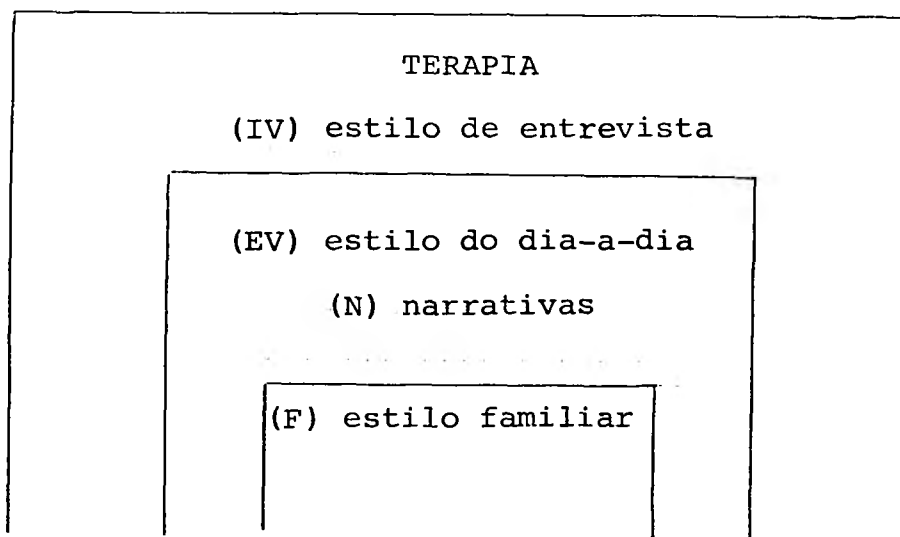 TERAPIA
(IV) estilo de entrevista
(EV) estilo do dia-a-dia
(N) narrativas
(F) estilo familiar